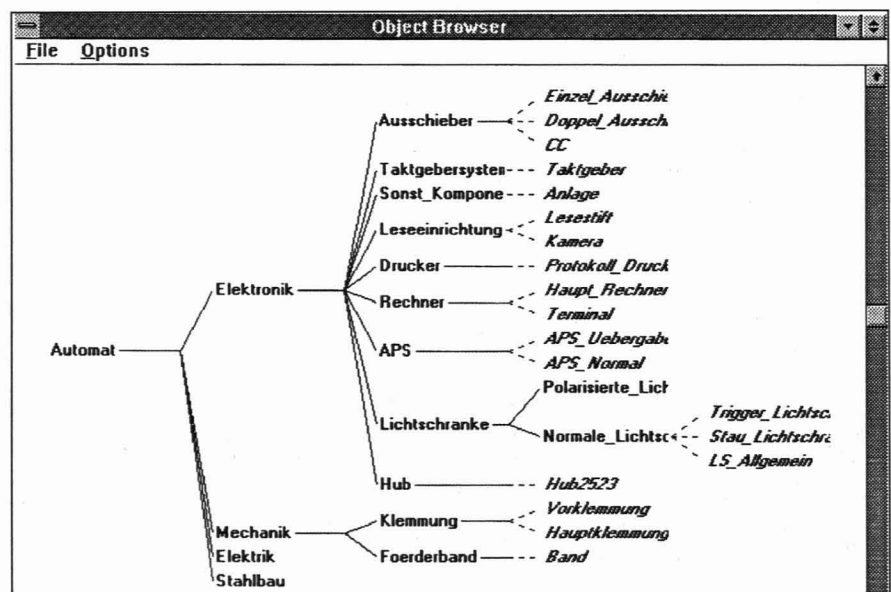 Object Browser
File Options
Einzel_Ausschie
Ausschieber
Doppel_Aussch
CC
Taktgebersystem
Taktgeber
Sonst_Kompone
Anlage
Lesestift
Leseeinrichtung
Kamera
Drucker
Protokoll_Druck
Elektronik
Haupt_Rechner
Rechner
Terminal
APS_Uebergabe
Automat
APS
APS_Normal
Polarisierte_Lich
Trigger_Lichtsc
Lichtschranke
Normale_Lichtsc
Stau_Lichtschra
LS_Allgemein
Hub
Hub2523
Vorklemmung
Klemmung
Mechanik
Hauptklemmung
Elektrik
Foerderband
Band
Stahlbau